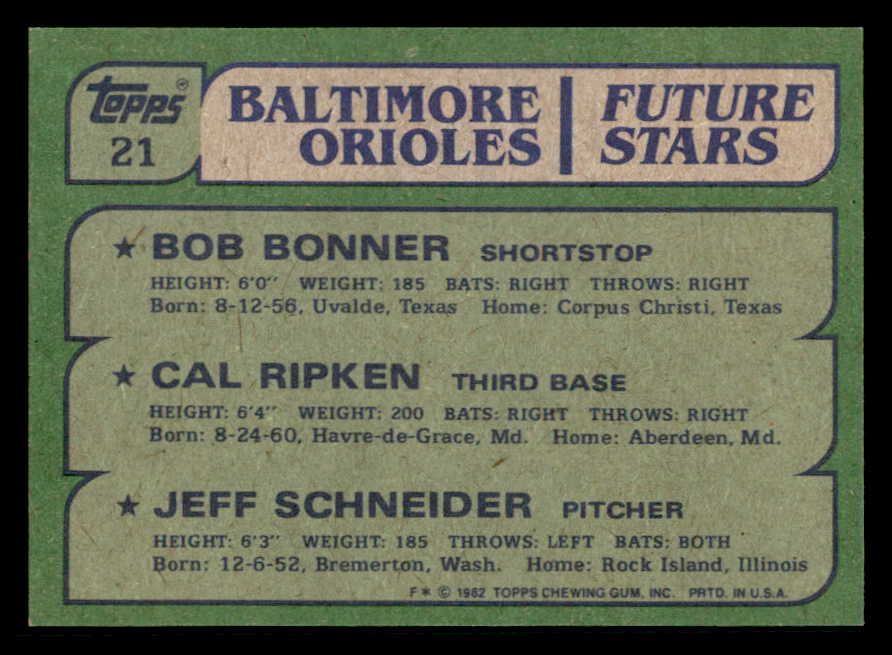 Topps®
21
BALTIMORE
ORIOLES
FUTURE
STARS
★ BOB BONNER SHORTSTOP
HEIGHT: 6'0" WEIGHT: 185 BATS: RIGHT THROWS: RIGHT
Born: 8-12-56, Uvalde, Texas Home: Corpus Christi, Texas
★ CAL RIPKEN THIRD BASE
HEIGHT: 6'4" WEIGHT: 200 BATS: RIGHT THROWS: RIGHT
Born: 8-24-60, Havre-de-Grace, Md. Home: Aberdeen, Md.
★ JEFF SCHNEIDER PITCHER
HEIGHT: 6'3" WEIGHT: 185 THROWS: LEFT BATS: BOTH
Born: 12-6-52, Bremerton, Wash. Home: Rock Island, Illinois
F * © 1982 TOPPS CHEWING GUM, INC. PRTD. IN U.S.A.